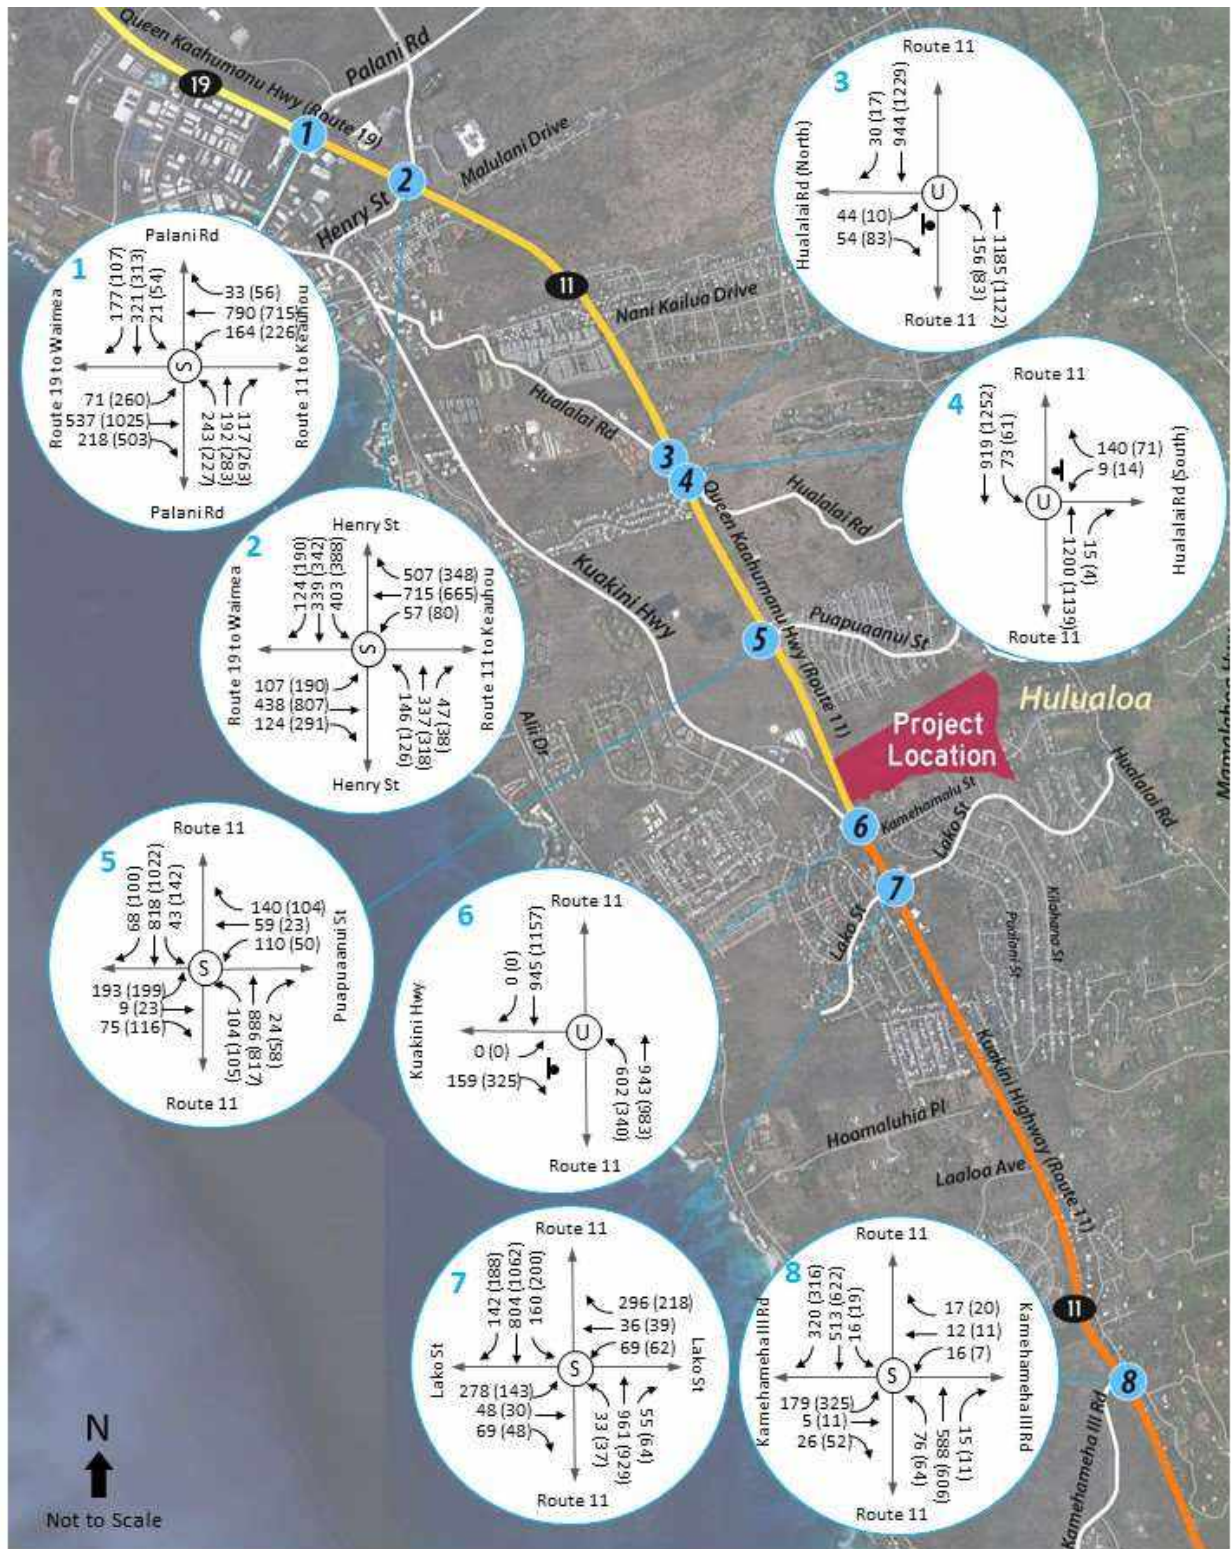 Queen Kaahumanu Hwy (Route 19)
19
Palani Rd
1
2
Malulani Drive
Henry St
11
Nani Kailua Drive
Hualalai Rd
3
4
Hualalai Rd
Queen Kaahumanu Hwy (Route 11)
Kuakini Hwy
5
Puapuaanui St
Project
Location
Hulualoa
Alii Dr
Hualalai Rd
6
Kamehamalu St
Lako St
7
Lako St
Kilohana St
Kuakini Highway (Route 11)
Hoomaluhia Pl
Laaloa Ave
11
8
Kamehameha III Rd
N
Not to Scale
1
Palani Rd
Route 19 to Waimea
177 (107)
321 (313)
21 (54)
33 (56)
790 (715)
164 (226)
S
71 (260)
537 (1025)
218 (503)
243 (227)
192 (283)
117 (263)
Route 11 to Keauhou
Palani Rd
2
Henry St
Route 19 to Waimea
124 (190)
339 (342)
403 (388)
507 (348)
715 (665)
57 (80)
S
107 (190)
438 (807)
124 (291)
146 (126)
337 (318)
47 (38)
Route 11 to Keauhou
Henry St
3
Route 11
Hualalai Rd (North)
30 (17)
944 (1229)
U
44 (10)
54 (83)
156 (83)
1185 (1122)
Route 11
4
Route 11
919 (1252)
73 (61)
140 (71)
9 (14)
U
1200 (1139)
15 (4)
Hualalai Rd (South)
Route 11
5
Route 11
68 (100)
818 (1022)
43 (142)
140 (104)
59 (23)
110 (50)
S
193 (199)
9 (23)
75 (116)
104 (105)
886 (817)
24 (58)
Puapuaanui St
Route 11
6
Route 11
Kuakini Hwy
0 (0)
945 (1157)
U
0 (0)
159 (325)
602 (340)
943 (983)
Route 11
7
Route 11
Lako St
142 (188)
804 (1062)
160 (200)
296 (218)
36 (39)
69 (62)
S
278 (143)
48 (30)
69 (48)
33 (37)
961 (929)
55 (64)
Lako St
Route 11
8
Route 11
Kamehameha III Rd
320 (316)
513 (622)
16 (19)
17 (20)
12 (11)
16 (7)
S
179 (325)
5 (11)
26 (52)
76 (64)
588 (606)
15 (11)
Kamehameha III Rd
Route 11